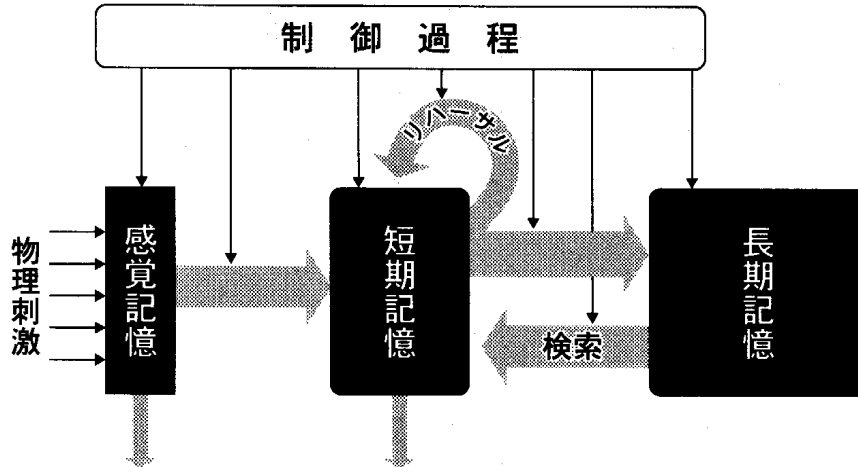 制御過程
リハーサル
物理刺激
感覚記憶
短期記憶
長期記憶
検索